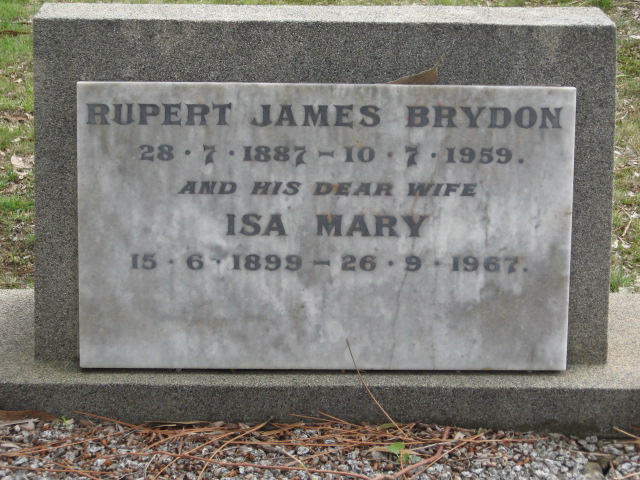 RUPERT JAMES BRYDON
28 · 7 · 1887 – 10 · 7 · 1959.
AND HIS DEAR WIFE
ISA MARY
15 · 6 · 1899 – 26 · 9 · 1967.